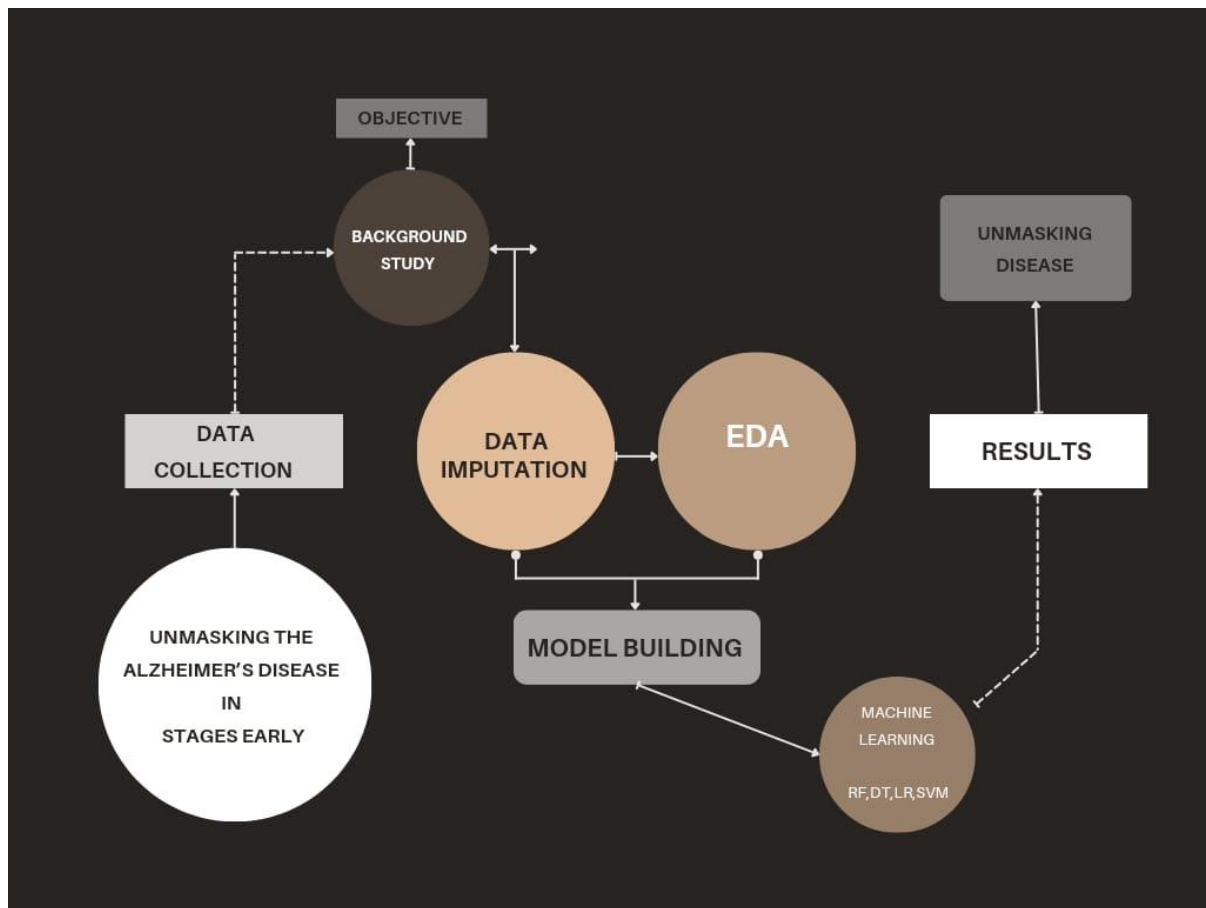 OBJECTIVE
BACKGROUND
STUDY
UNMASKING
DISEASE
DATA
COLLECTION
DATA
IMPUTATION
EDA
RESULTS
UNMASKING THE
ALZHEIMER'S DISEASE
IN
STAGES EARLY
MODEL BUILDING
MACHINE
LEARNING
RF,DT,LR,SVM